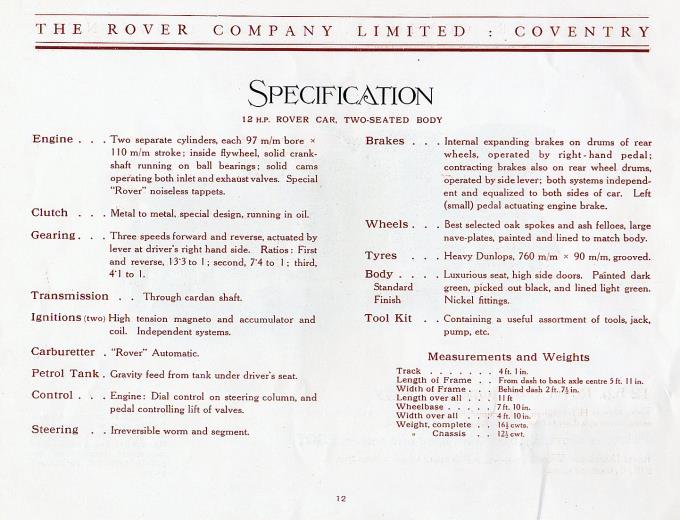 THE ROVER COMPANY LIMITED : COVENTRY
SPECIFICATION
12 H.P. ROVER CAR, TWO-SEATED BODY
Engine . . . Two separate cylinders, each 97 m/m bore ×
110 m/m stroke; inside flywheel, solid crank-
shaft running on ball bearings; solid cams
operating both inlet and exhaust valves. Special
"Rover" noiseless tappets.
Clutch . . . Metal to metal, special design, running in oil.
Gearing . . . Three speeds forward and reverse, actuated by
lever at driver's right hand side. Ratios: First
and reverse, 13·3 to 1; second, 7·4 to 1; third,
4·1 to 1.
Transmission . . Through cardan shaft.
Ignitions (two) High tension magneto and accumulator and
coil. Independent systems.
Carburetter . "Rover" Automatic.
Petrol Tank . Gravity feed from tank under driver's seat.
Control . . . Engine: Dial control on steering column, and
pedal controlling lift of valves.
Steering . . Irreversible worm and segment.
Brakes . . . Internal expanding brakes on drums of rear
wheels, operated by right-hand pedal;
contracting brakes also on rear wheel drums,
operated by side lever; both systems independ-
ent and equalized to both sides of car. Left
(small) pedal actuating engine brake.
Wheels . . . Best selected oak spokes and ash felloes, large
nave-plates, painted and lined to match body.
Tyres . . . Heavy Dunlops, 760 m/m × 90 m/m, grooved.
Body . . . . Luxurious seat, high side doors. Painted dark
Standard green, picked out black, and lined light green.
Finish Nickel fittings.
Tool Kit . . Containing a useful assortment of tools, jack,
pump, etc.
Measurements and Weights
Track . . . . . . . 4 ft. 1 in.
Length of Frame . . From dash to back axle centre 5 ft. 11 in.
Width of Frame . . . Behind dash 2 ft. 7½ in.
Length over all . . . 11 ft
Wheelbase . . . . . 7 ft. 10 in.
Width over all . . . 4 ft. 10 in.
Weight, complete . . 16½ cwts.
" Chassis . . 12½ cwt.
12